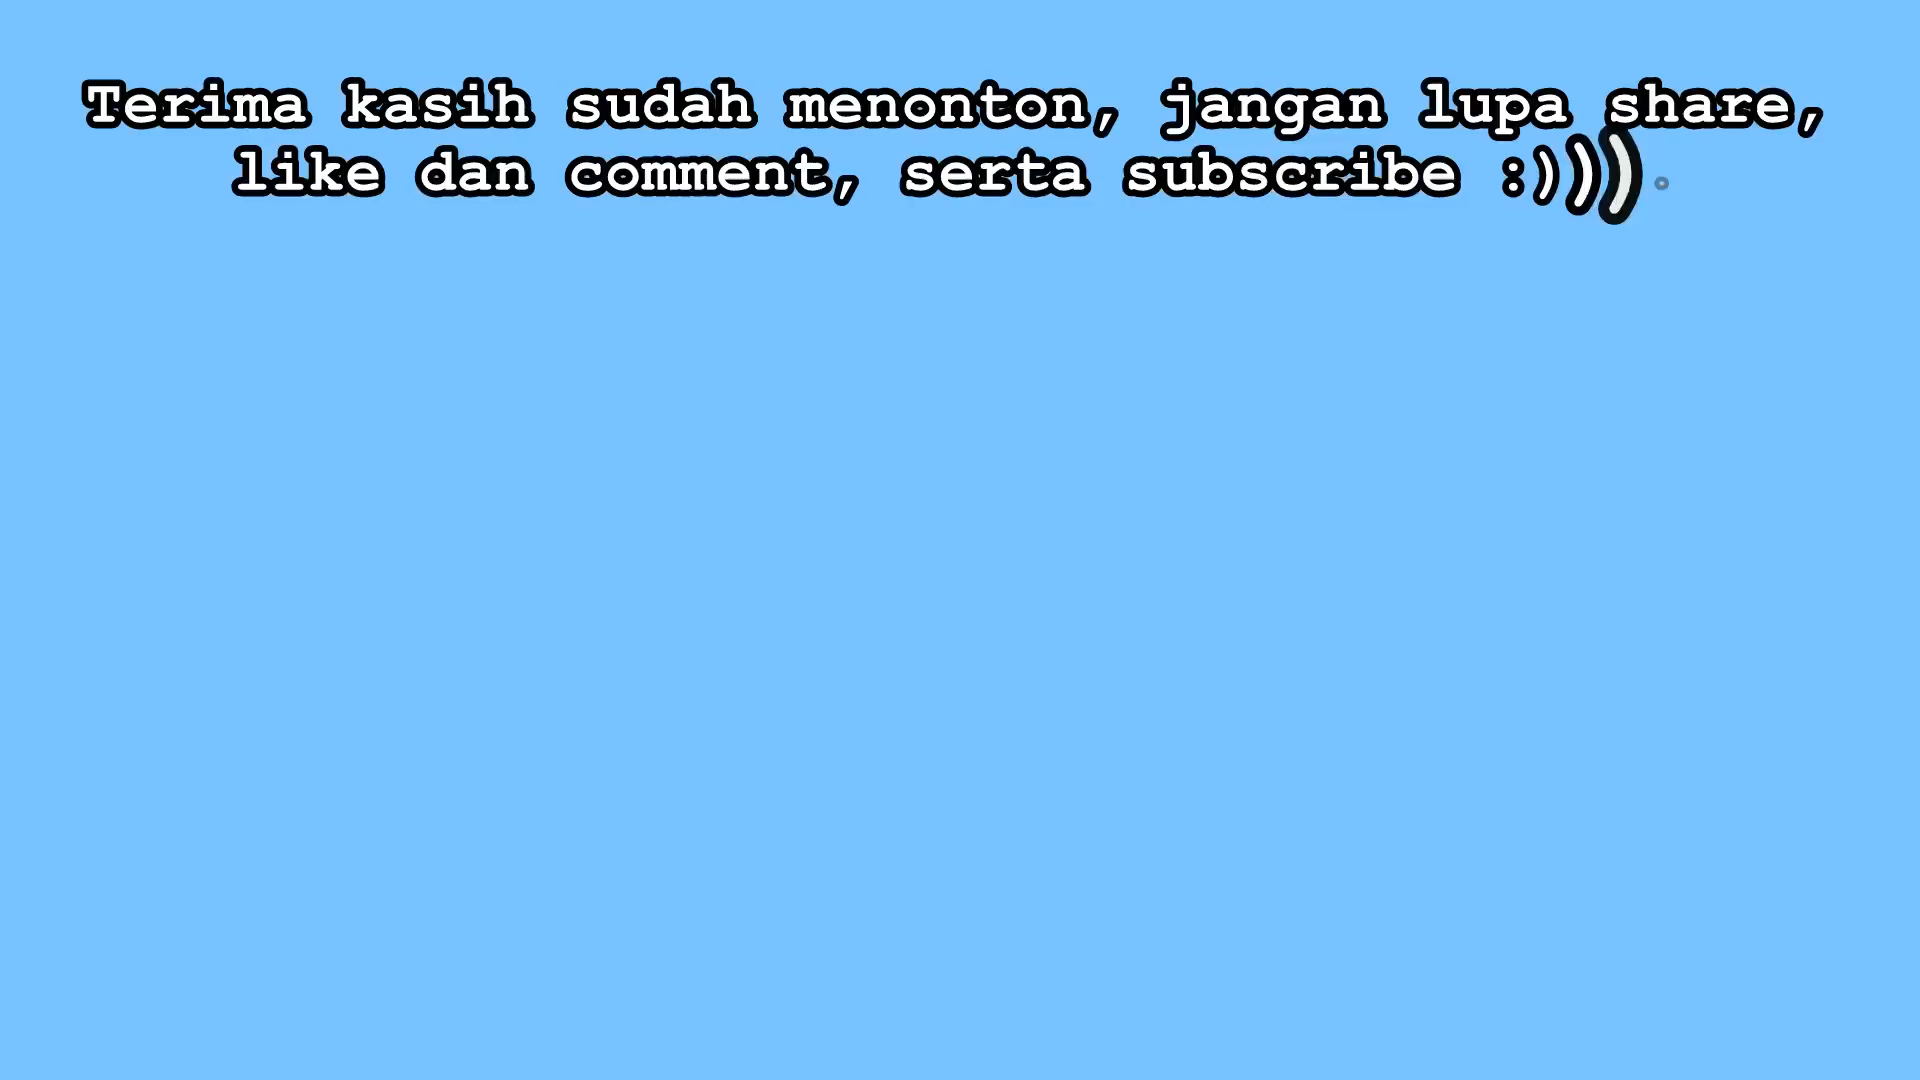 Terima kasih sudah menonton, jangan lupa share,
like dan comment, serta subscribe :)))